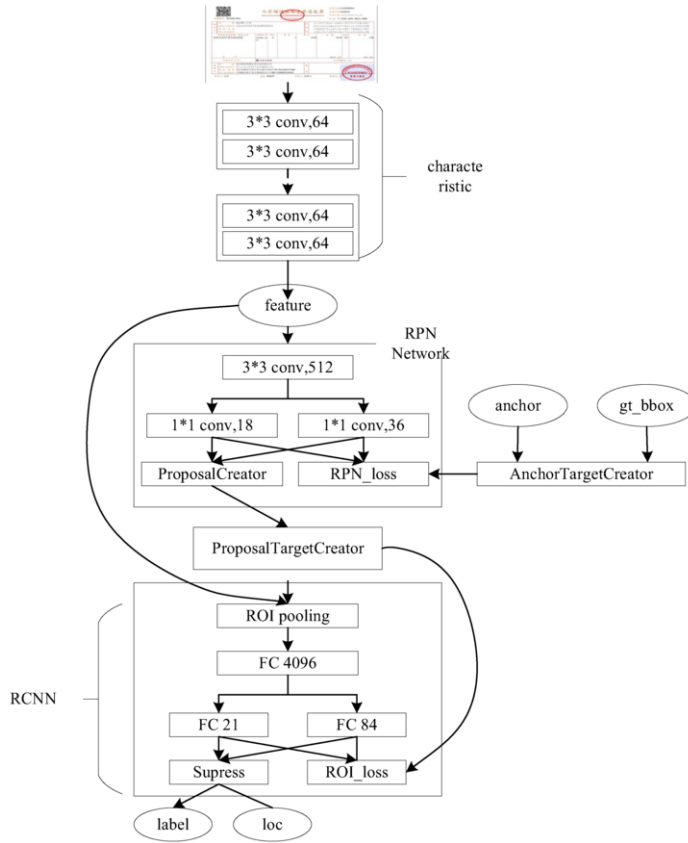 3*3 conv,64
3*3 conv,64
characte
ristic
3*3 conv,64
3*3 conv,64
feature
RPN
Network
3*3 conv,512
anchor
gt_bbox
1*1 conv,18
1*1 conv,36
ProposalCreator
RPN_loss
AnchorTargetCreator
ProposalTargetCreator
ROI pooling
FC 4096
RCNN
FC 21
FC 84
Supress
ROI_loss
label
loc